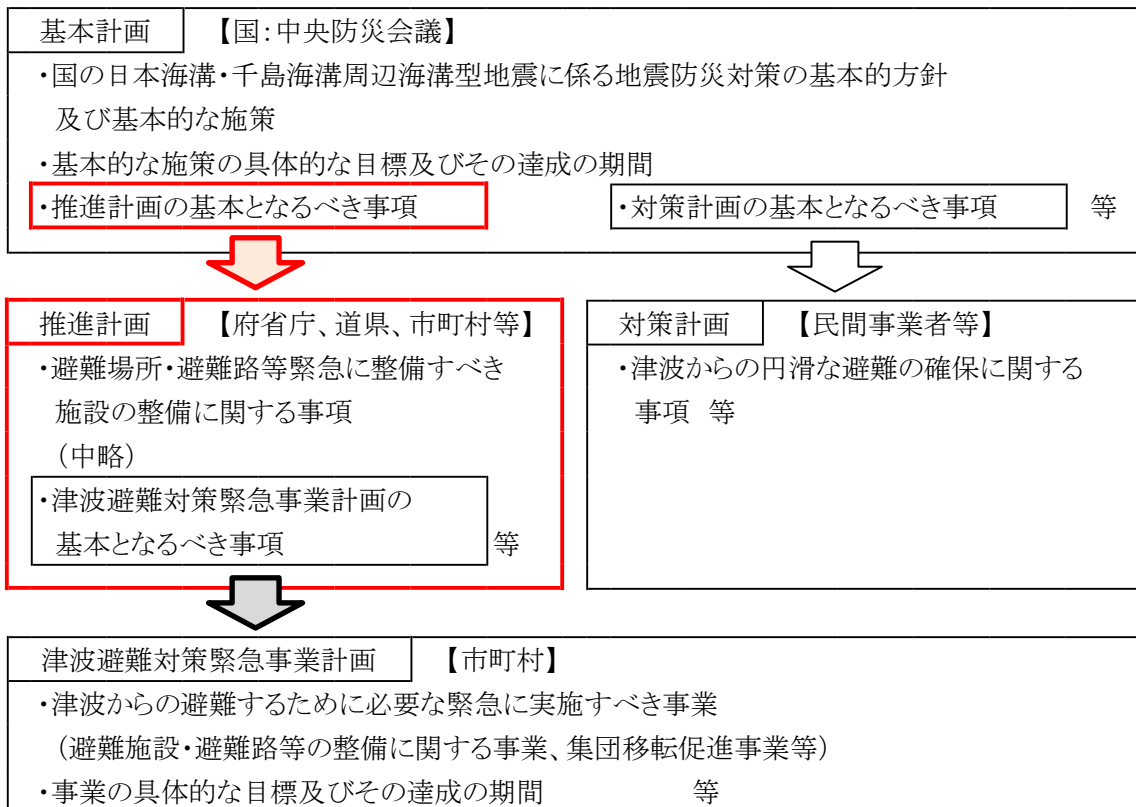 基本計画 【国：中央防災会議】
・国の日本海溝・千島海溝周辺海溝型地震に係る地震防災対策の基本的方針
及び基本的な施策
・基本的な施策の具体的な目標及びその達成の期間
・推進計画の基本となるべき事項 ・対策計画の基本となるべき事項 等
推進計画 【府省庁、道県、市町村等】
・避難場所・避難路等緊急に整備すべき
施設の整備に関する事項
（中略）
・津波避難対策緊急事業計画の
基本となるべき事項 等
対策計画 【民間事業者等】
・津波からの円滑な避難の確保に関する
事項 等
津波避難対策緊急事業計画 【市町村】
・津波からの避難するために必要な緊急に実施すべき事業
（避難施設・避難路等の整備に関する事業、集団移転促進事業等）
・事業の具体的な目標及びその達成の期間 等